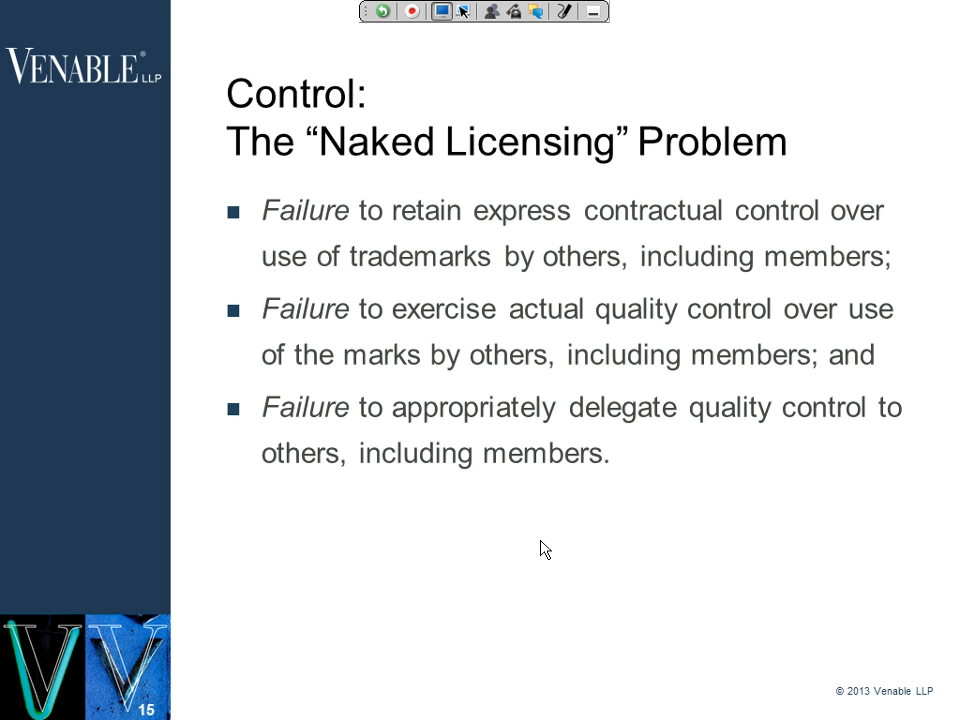 VENABLE® LLP
Control:
The “Naked Licensing” Problem
Failure to retain express contractual control over
use of trademarks by others, including members;
Failure to exercise actual quality control over use
of the marks by others, including members; and
Failure to appropriately delegate quality control to
others, including members.
15
© 2013 Venable LLP